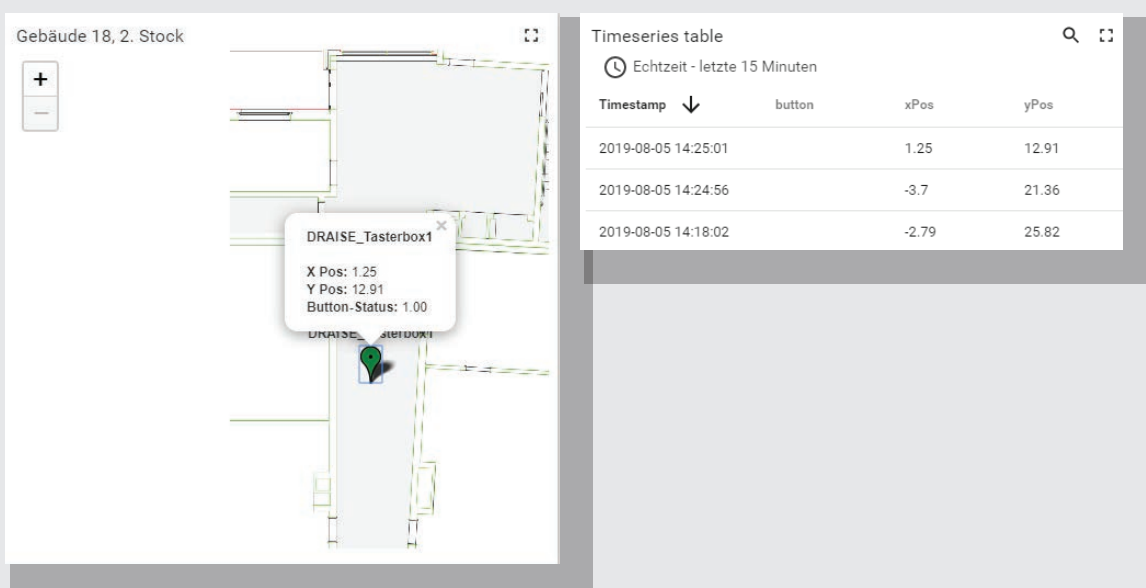 Gebäude 18, 2. Stock
+
−
DRAISE_Tasterbox1
×
X Pos: 1.25
Y Pos: 12.91
Button-Status: 1.00
DRAISE_Tasterbox1
Timeseries table
Echtzeit - letzte 15 Minuten
Timestamp button xPos yPos
2019-08-05 14:25:01 1.25 12.91
2019-08-05 14:24:56 -3.7 21.36
2019-08-05 14:18:02 -2.79 25.82